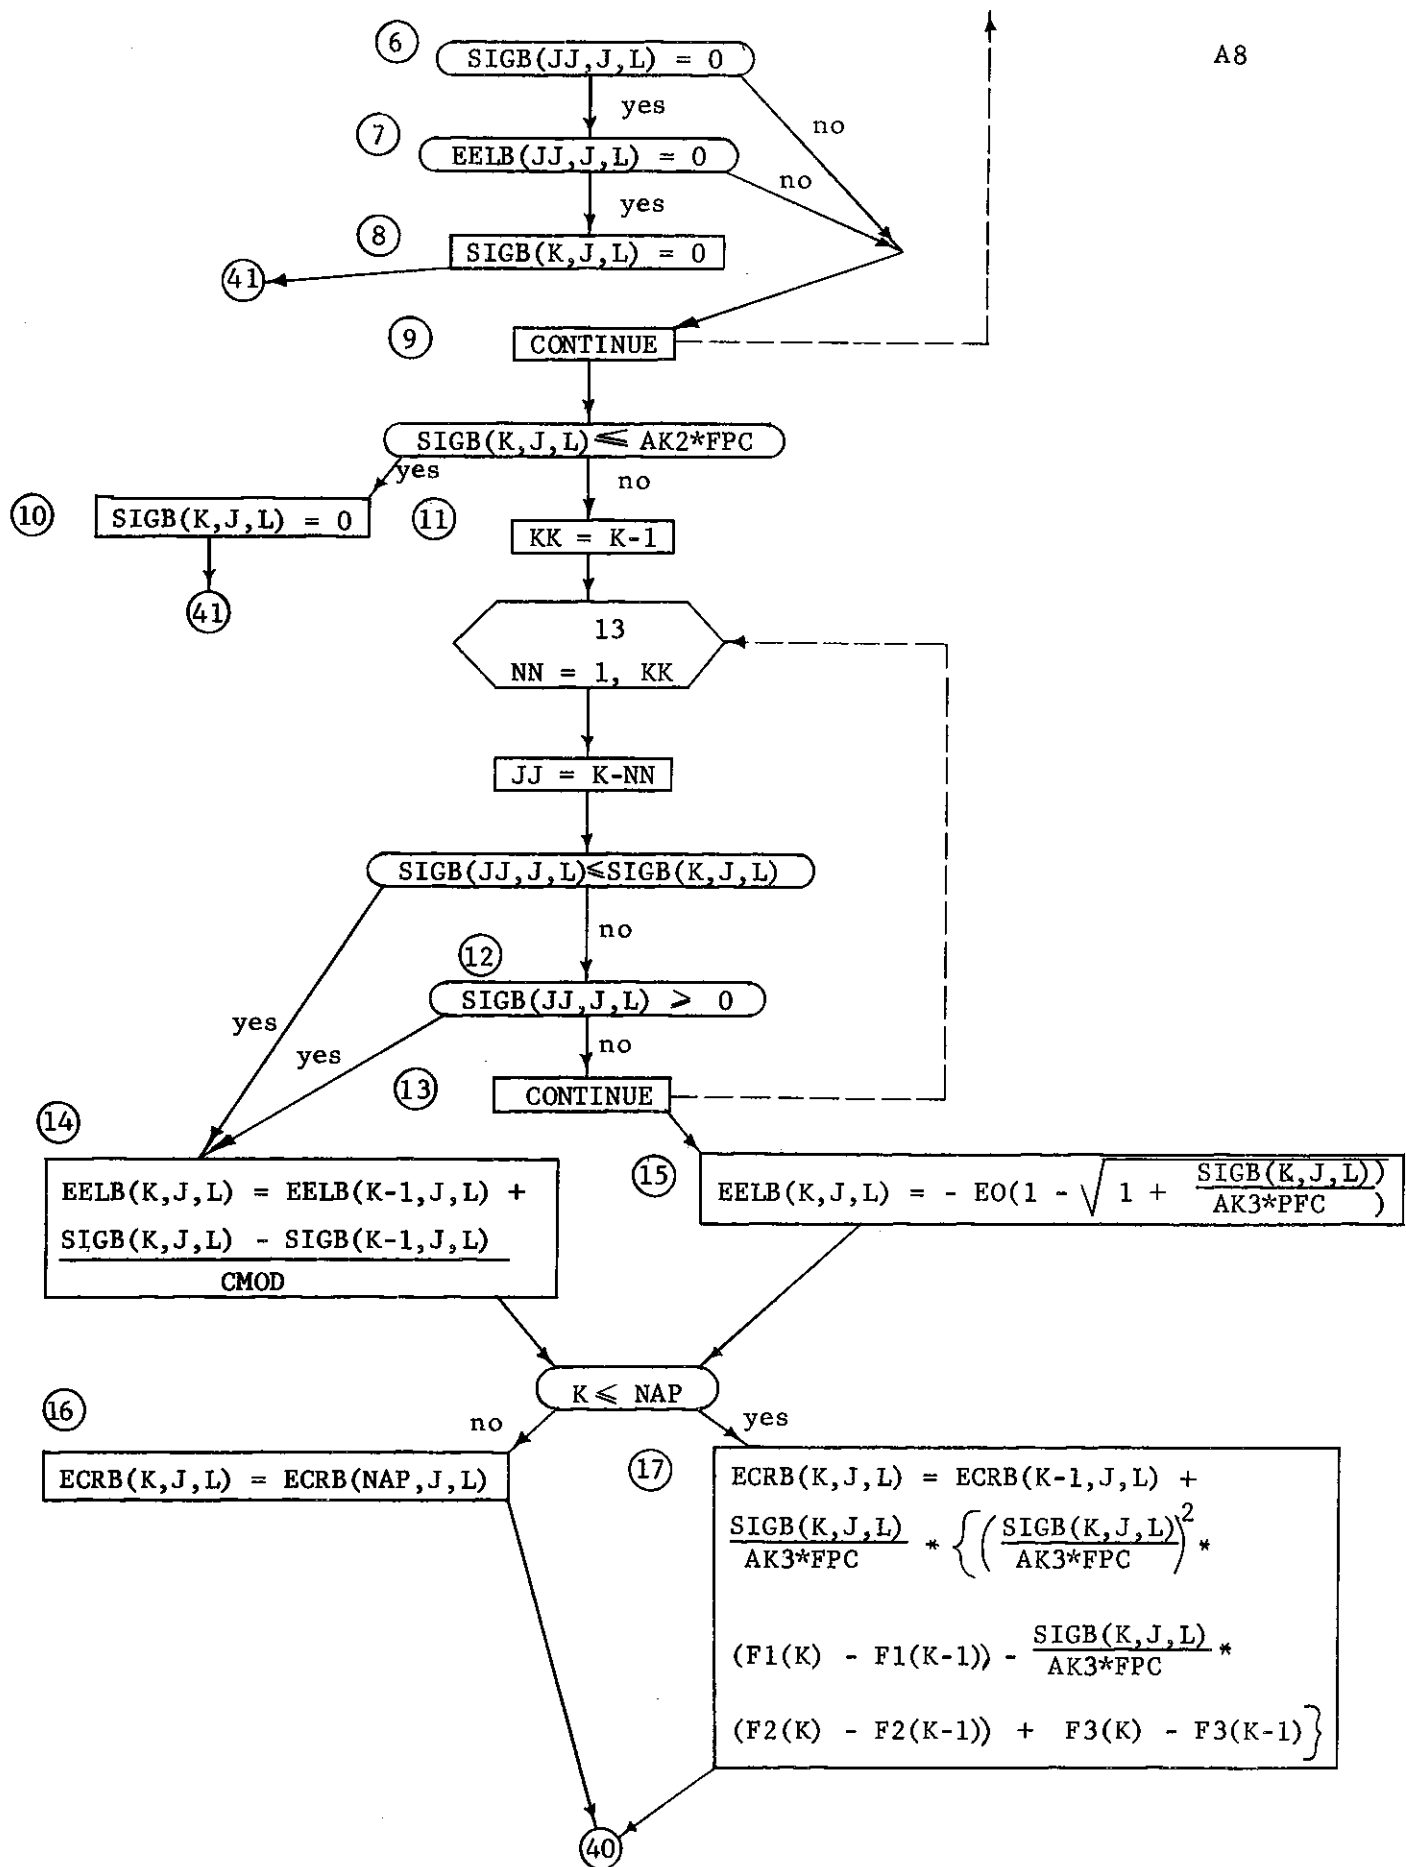 A8
6
SIGB(JJ,J,L) = 0
yes
no
7
EELB(JJ,J,L) = 0
no
yes
8
SIGB(K,J,L) = 0
41
9
CONTINUE
SIGB(K,J,L) ⩽ AK2*FPC
yes
no
10
SIGB(K,J,L) = 0
11
KK = K-1
41
13
NN = 1, KK
JJ = K-NN
SIGB(JJ,J,L)⩽SIGB(K,J,L)
no
12
SIGB(JJ,J,L) ⩾ 0
yes
yes
no
13
CONTINUE
14
EELB(K,J,L) = EELB(K-1,J,L) +
SIGB(K,J,L) - SIGB(K-1,J,L)
CMOD
15
EELB(K,J,L) = - EO(1 - √ 1 + SIGB(K,J,L))
AK3*PFC )
K ⩽ NAP
no
yes
16
ECRB(K,J,L) = ECRB(NAP,J,L)
17
ECRB(K,J,L) = ECRB(K-1,J,L) +
SIGB(K,J,L) * { ( SIGB(K,J,L) )2 *
AK3*FPC AK3*FPC
(F1(K) - F1(K-1)) - SIGB(K,J,L) *
AK3*FPC
(F2(K) - F2(K-1)) + F3(K) - F3(K-1) }
40